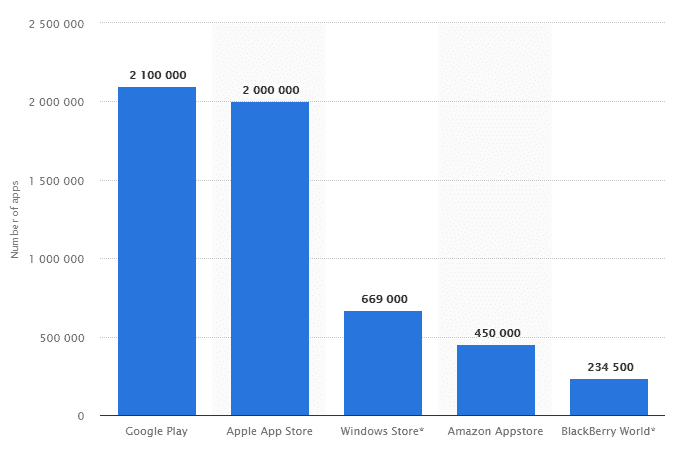 2 500 000
2 000 000
1 500 000
1 000 000
500 000
0
Number of apps
2 100 000
2 000 000
669 000
450 000
234 500
Google Play
Apple App Store
Windows Store*
Amazon Appstore
BlackBerry World*